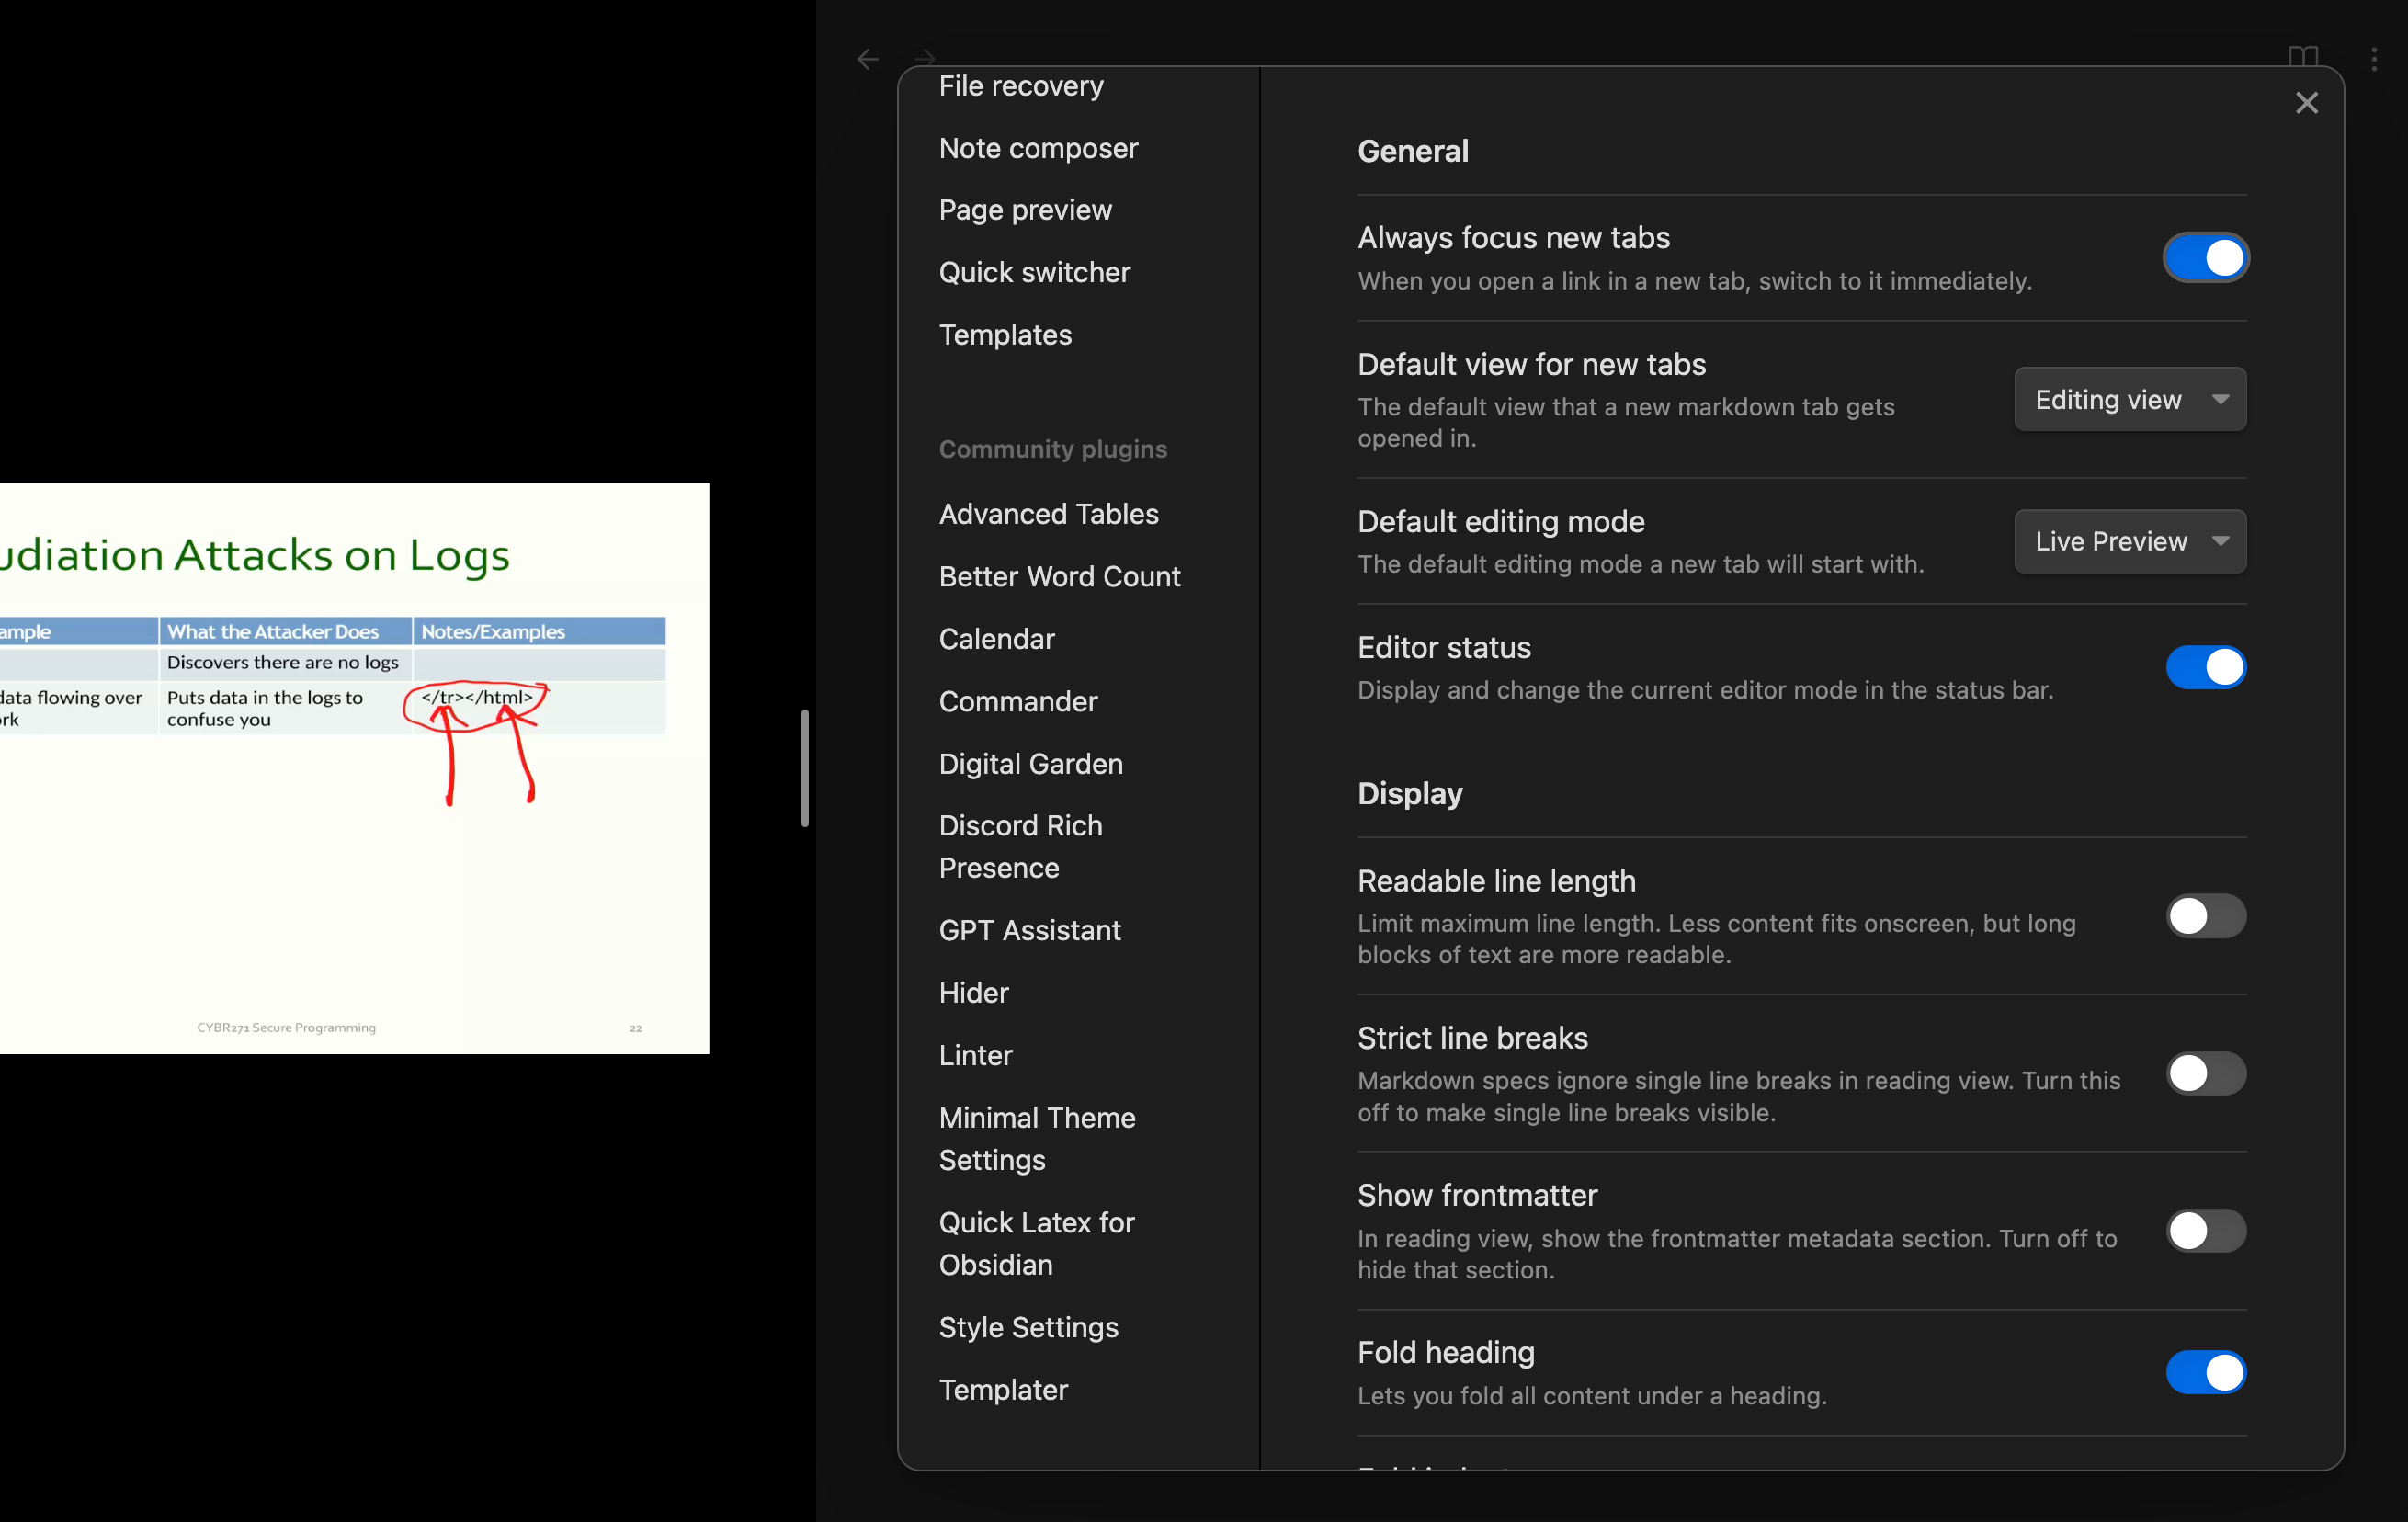 udiation Attacks on Logs
ample
What the Attacker Does
Notes/Examples
Discovers there are no logs
data flowing over
ork
Puts data in the logs to
confuse you
</tr></html>
CYBR271 Secure Programming
22
File recovery
Note composer
Page preview
Quick switcher
Templates
Community plugins
Advanced Tables
Better Word Count
Calendar
Commander
Digital Garden
Discord Rich
Presence
GPT Assistant
Hider
Linter
Minimal Theme
Settings
Quick Latex for
Obsidian
Style Settings
Templater
General
Always focus new tabs
When you open a link in a new tab, switch to it immediately.
Default view for new tabs
The default view that a new markdown tab gets
opened in.
Editing view
Default editing mode
The default editing mode a new tab will start with.
Live Preview
Editor status
Display and change the current editor mode in the status bar.
Display
Readable line length
Limit maximum line length. Less content fits onscreen, but long
blocks of text are more readable.
Strict line breaks
Markdown specs ignore single line breaks in reading view. Turn this
off to make single line breaks visible.
Show frontmatter
In reading view, show the frontmatter metadata section. Turn off to
hide that section.
Fold heading
Lets you fold all content under a heading.